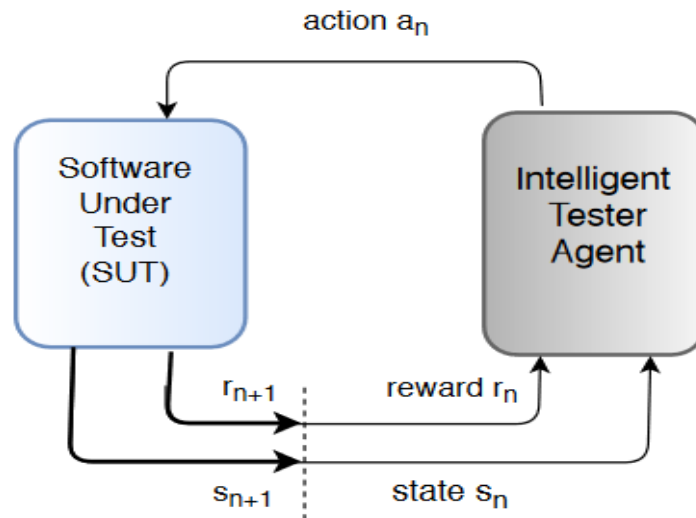 action aₙ
Software
Under
Test
(SUT)
Intelligent
Tester
Agent
rₙ₊₁
reward rₙ
sₙ₊₁
state sₙ